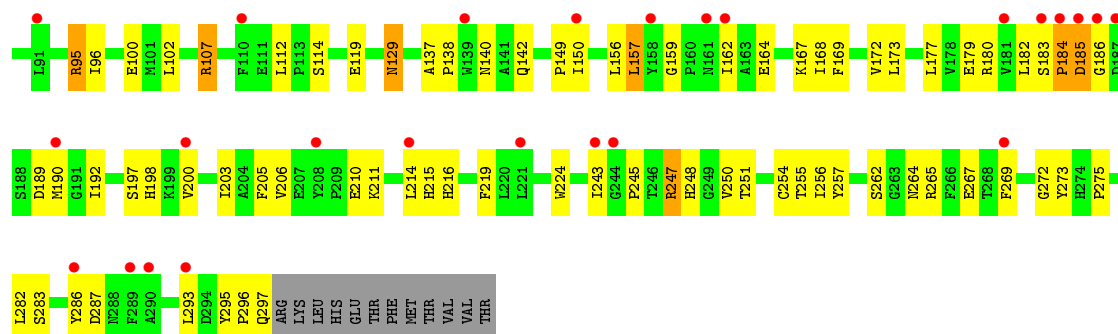 L91 R95 I96 E100 M101 L102 R107 F110 E111 L112 P113 S114 E119 N129 A137 P138 W139 N140 A141 Q142 P149 I150 L156 L157 Y158 G159 P160 N161 I162 A163 E164 K167 I168 F169 V172 L173 L177 V178 E179 R180 V181 L182 S183 P184 D185 G186 D187
S188 D189 M190 G191 I192 S197 H198 K199 V200 I203 A204 F205 V206 E207 Y208 P209 E210 K211 L214 H215 H216 F219 L220 L221 W224 I243 G244 P245 T246 R247 H248 G249 V250 T251 C254 T255 I256 Y257 S262 G263 N264 R265 F266 E267 T268 F269 G272 Y273 H274 P275
L282 S283 Y286 D287 N288 F289 A290 L293 D294 Y295 P296 Q297 ARG LYS LEU HIS GLU THR PHE MET THR VAL VAL THR